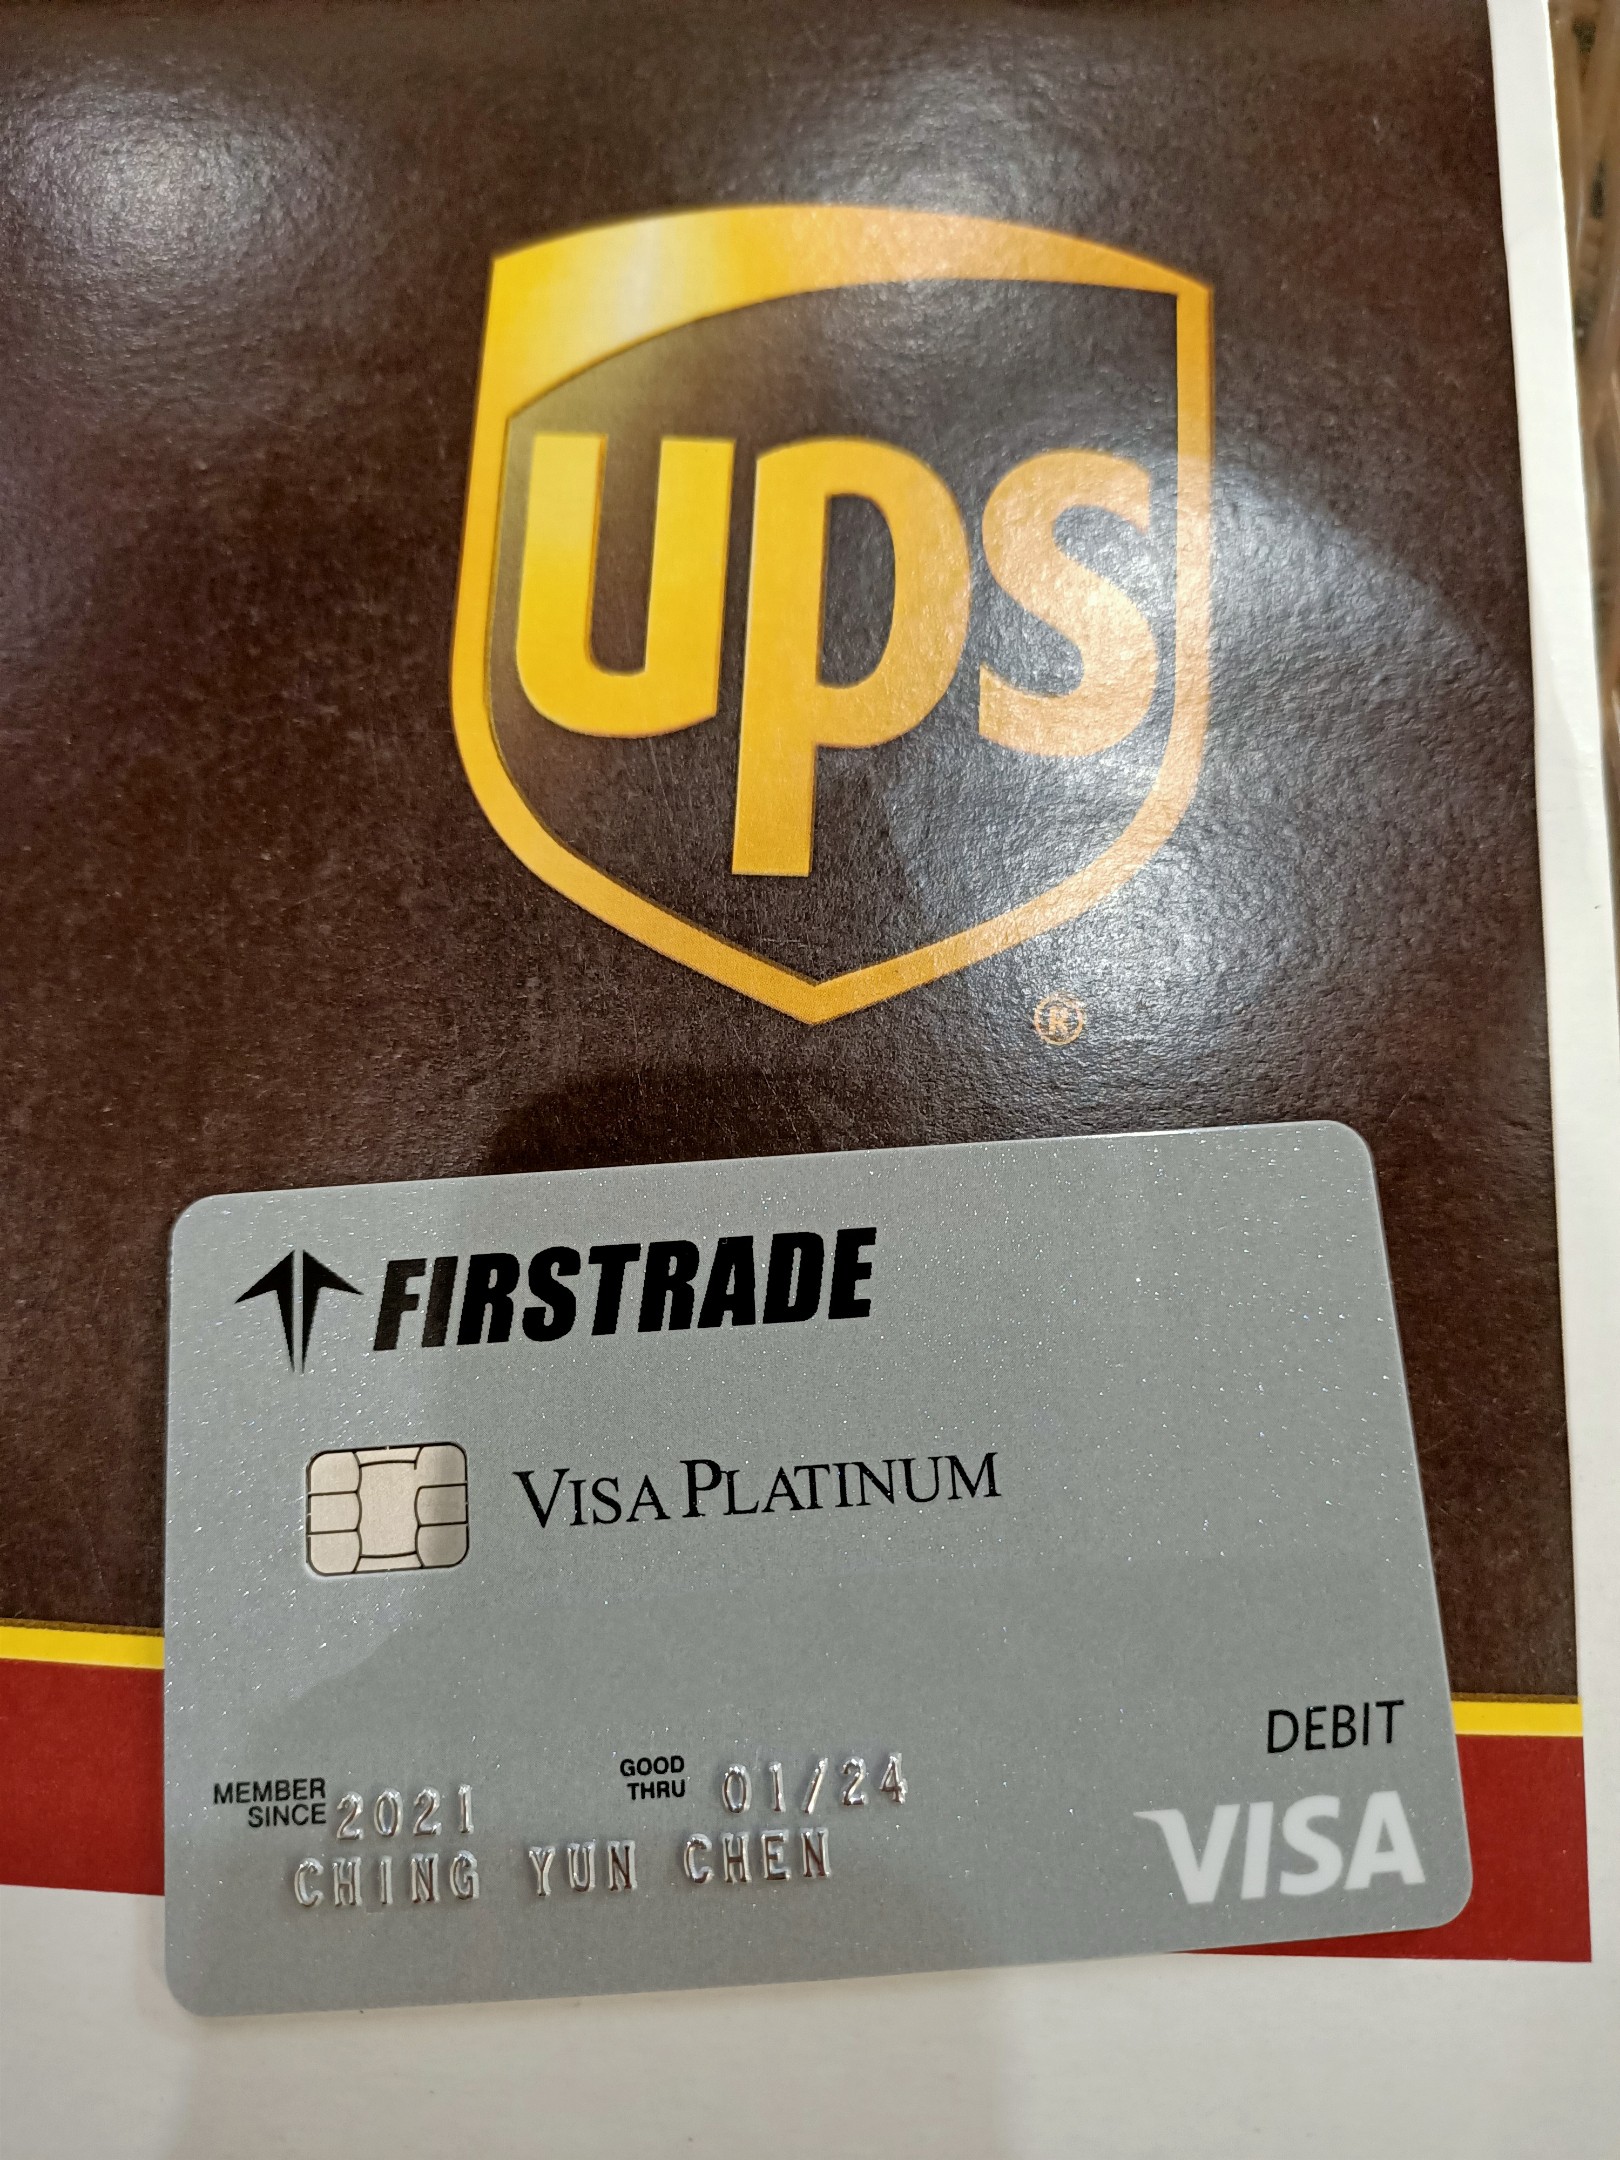 ups
®
FIRSTRADE
VISA PLATINUM
DEBIT
MEMBER SINCE 2021 GOOD THRU 01/24
CHING YUN CHEN
VISA